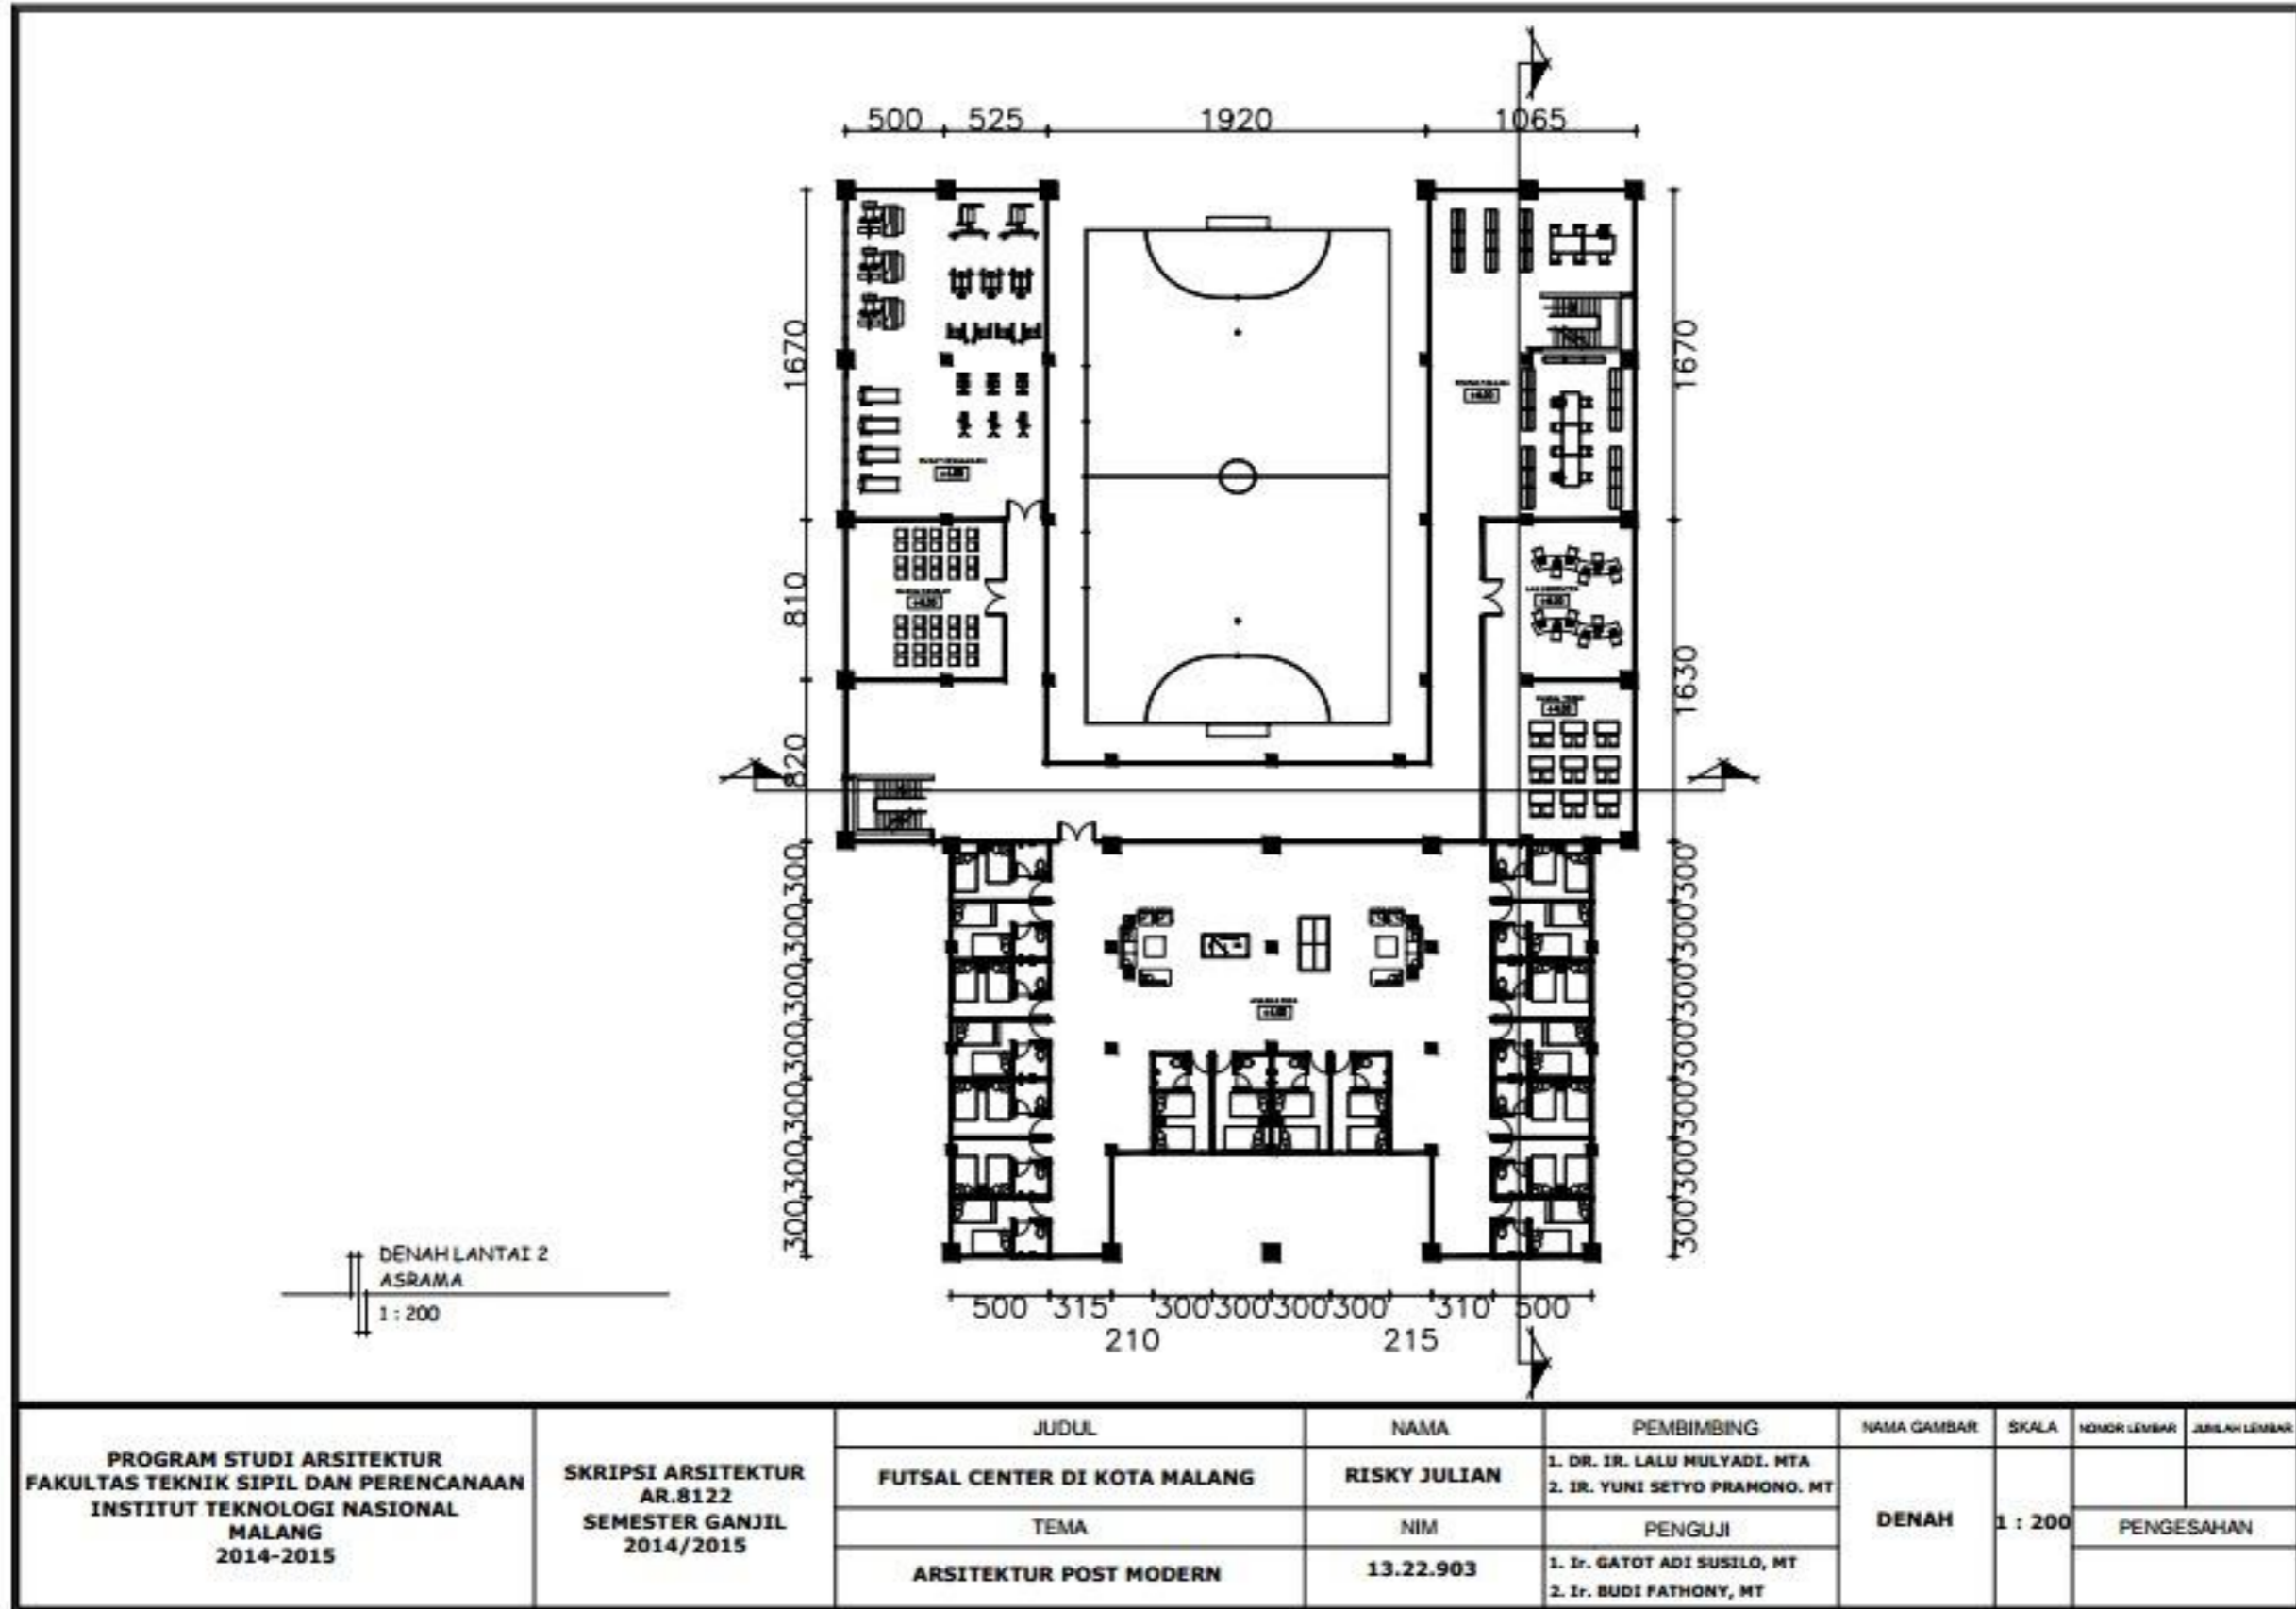 500 525 1920 1065
1670
810
820
300
300
300
300
300
300
300
1670
1630
300
300
300
300
300
300
300
500 315 300 300 300 300 310 500
210 215
DENAH LANTAI 2
ASRAMA
1 : 200
PROGRAM STUDI ARSITEKTUR
FAKULTAS TEKNIK SIPIL DAN PERENCANAAN
INSTITUT TEKNOLOGI NASIONAL
MALANG
2014-2015
SKRIPSI ARSITEKTUR
AR.8122
SEMESTER GANJIL
2014/2015
JUDUL
FUTSAL CENTER DI KOTA MALANG
TEMA
ARSITEKTUR POST MODERN
NAMA
RISKY JULIAN
NIM
13.22.903
PEMBIMBING
1. DR. IR. LALU MULYADI. MTA
2. IR. YUNI SETYO PRAMONO. MT
PENGUJI
1. Ir. GATOT ADI SUSILO, MT
2. Ir. BUDI FATHONY, MT
NAMA GAMBAR
DENAH
SKALA
1 : 200
NOMOR LEMBAR
JUMLAH LEMBAR
PENGESAHAN